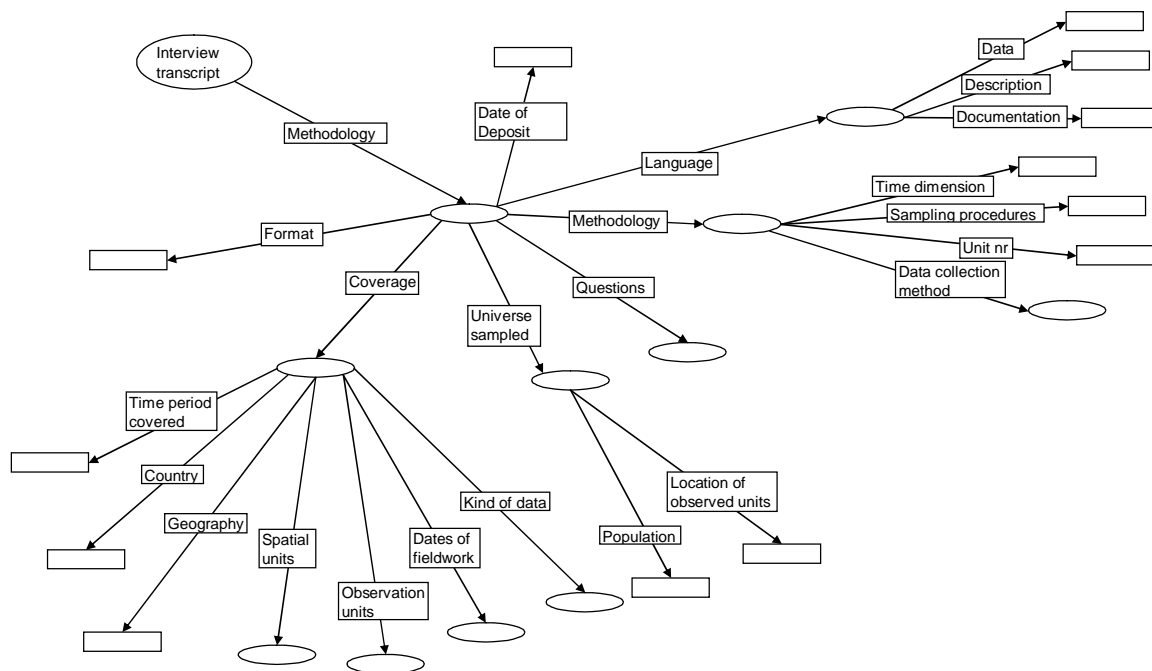 Interview
transcript
Data
Description
Date of
Deposit
Documentation
Methodology
Language
Time dimension
Sampling procedures
Methodology
Format
Unit nr
Data collection
method
Coverage
Questions
Universe
sampled
Time period
covered
Country
Location of
observed units
Kind of data
Geography
Spatial
units
Dates of
fieldwork
Population
Observation
units